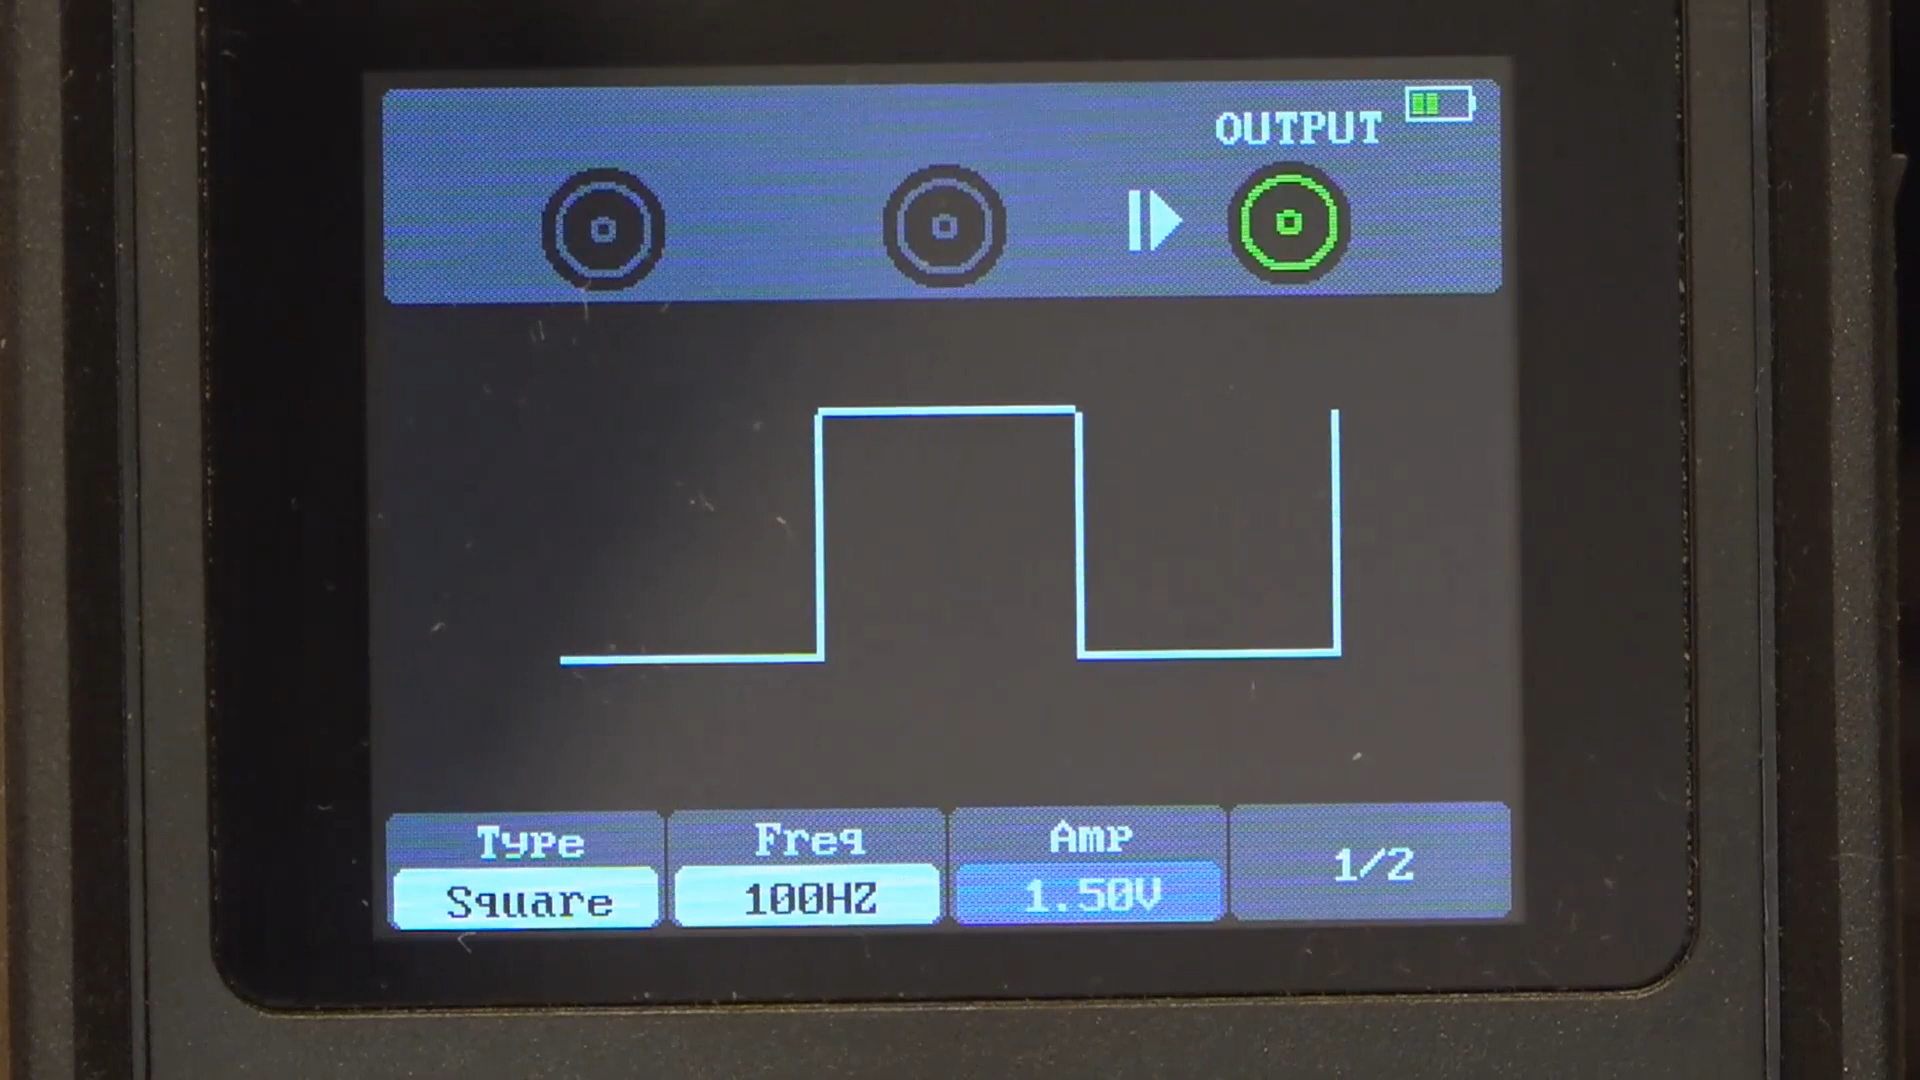 OUTPUT
Type
Freq
Amp
1/2
Square
100HZ
1.50V